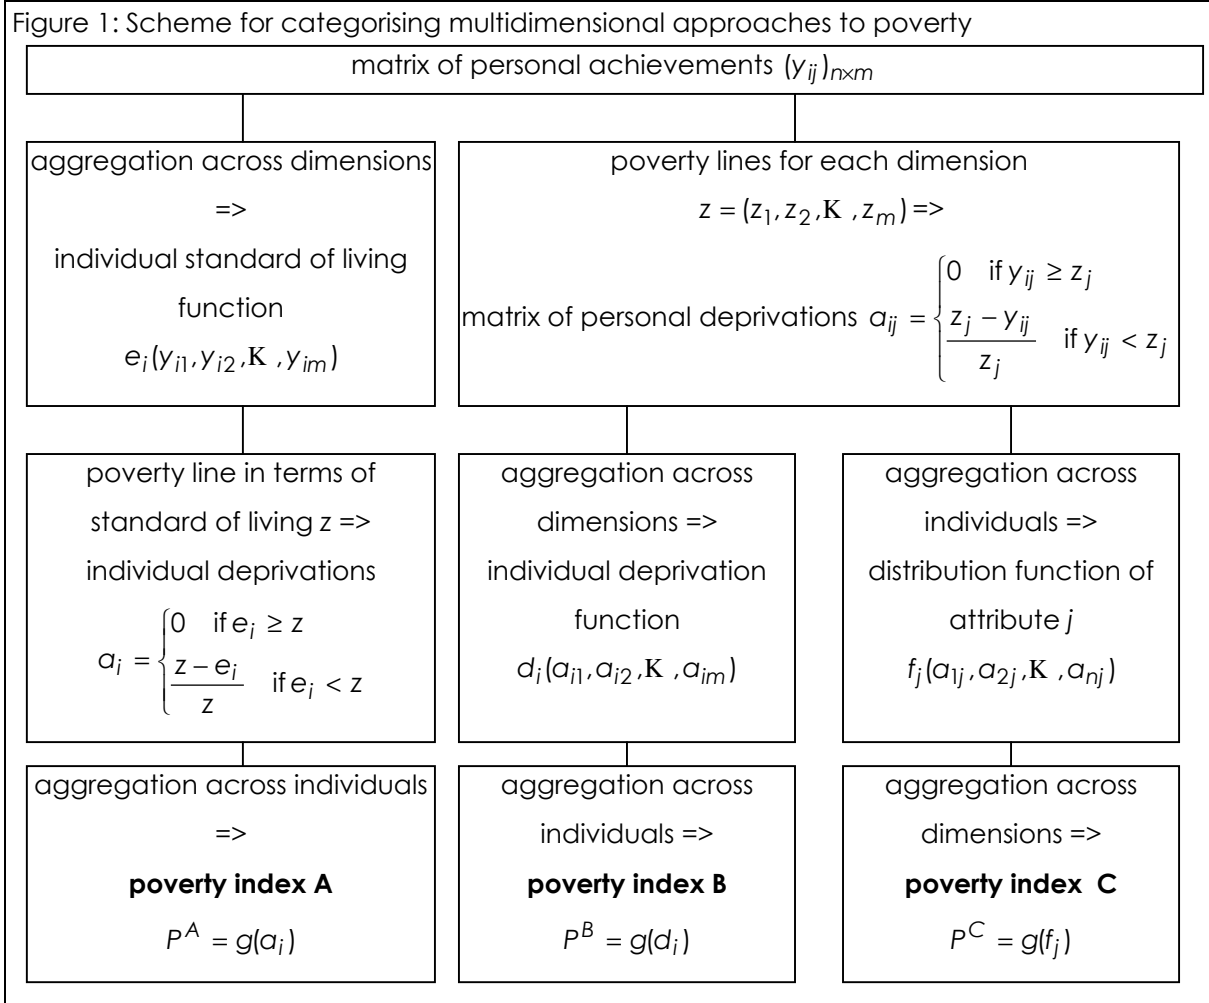 Figure 1: Scheme for categorising multidimensional approaches to poverty
matrix of personal achievements (y_ij)_n×m
aggregation across dimensions
=>
individual standard of living
function
e_i(y_i1, y_i2, K , y_im)
poverty lines for each dimension
z = (z_1, z_2, K , z_m) =>
matrix of personal deprivations a_ij = { 0 if y_ij ≥ z_j
(z_j − y_ij) / z_j if y_ij < z_j
poverty line in terms of
standard of living z =>
individual deprivations
a_i = { 0 if e_i ≥ z
(z − e_i) / z if e_i < z
aggregation across
dimensions =>
individual deprivation
function
d_i(a_i1, a_i2, K , a_im)
aggregation across
individuals =>
distribution function of
attribute j
f_j(a_1j, a_2j, K , a_nj)
aggregation across individuals
=>
poverty index A
P^A = g(a_i)
aggregation across
individuals =>
poverty index B
P^B = g(d_i)
aggregation across
dimensions =>
poverty index C
P^C = g(f_j)